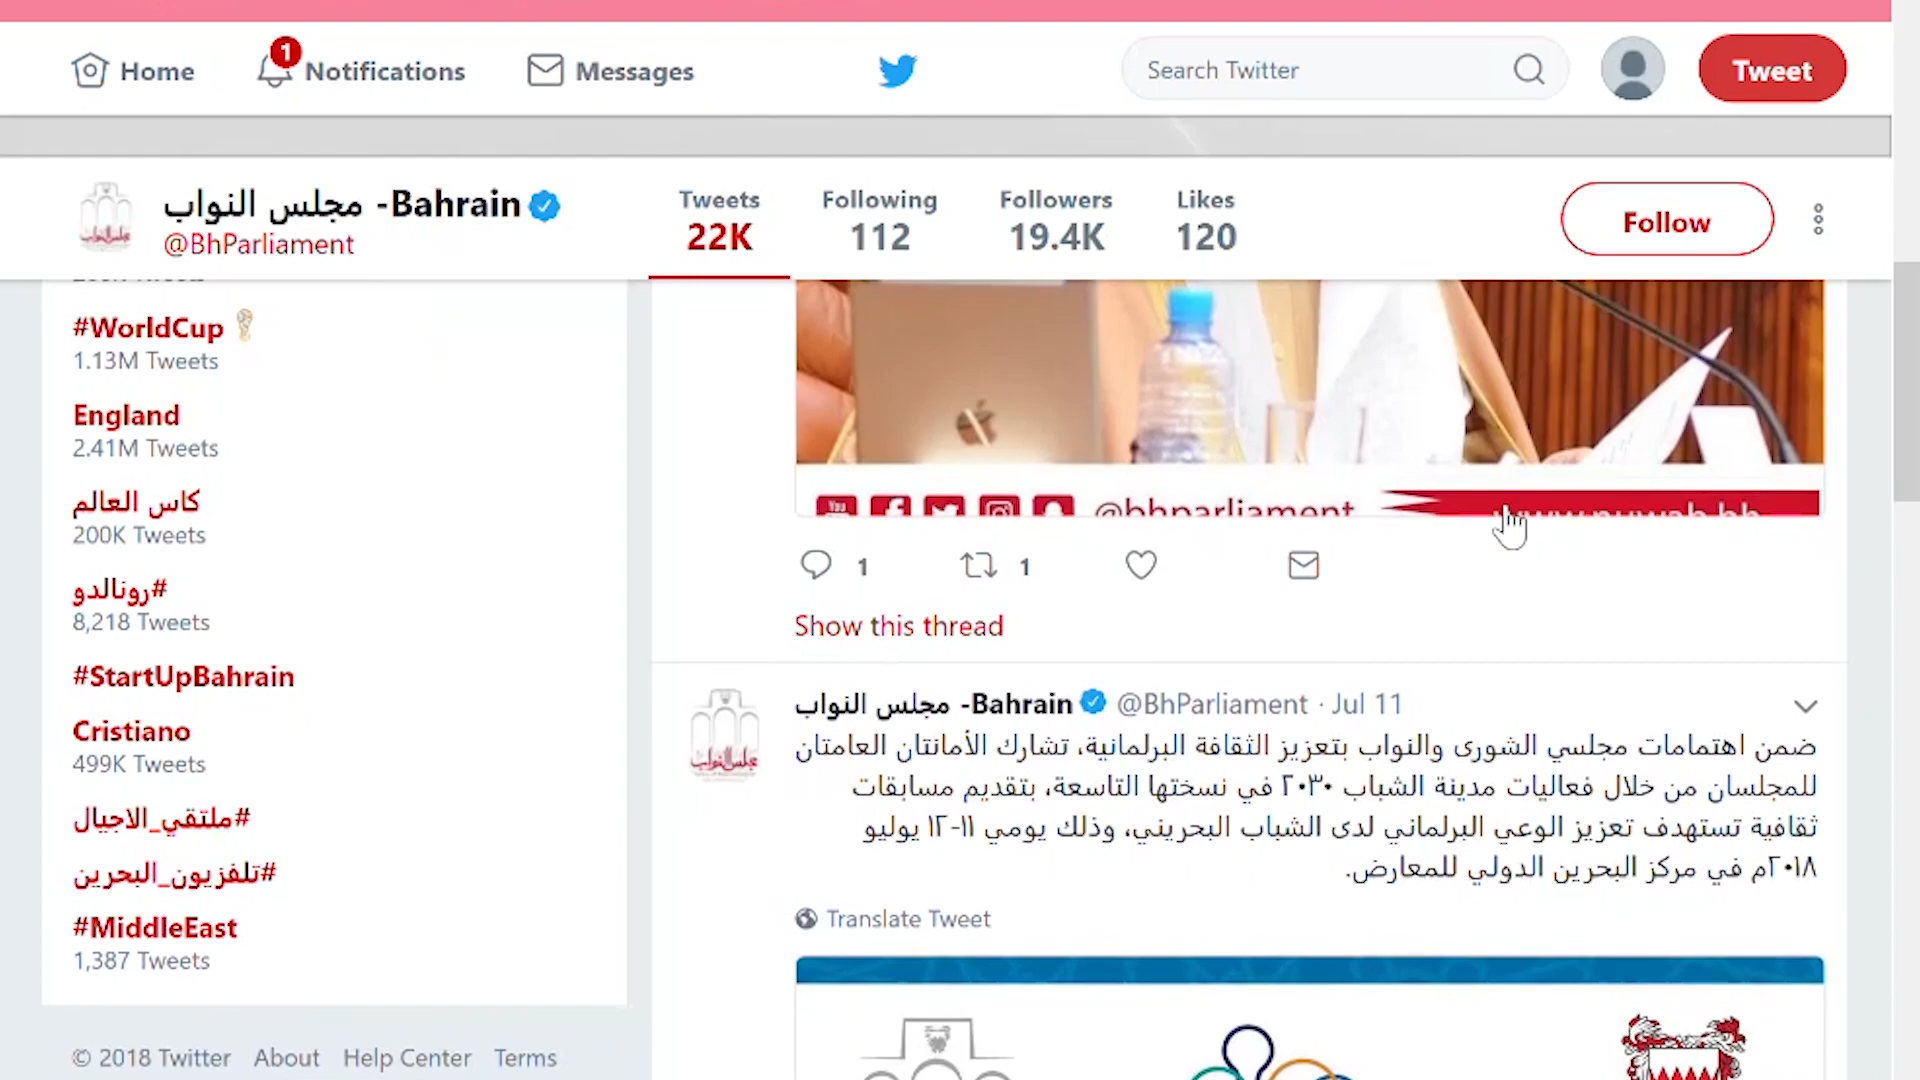 Home
1
Notifications
Messages
Search Twitter
Tweet
مجلس النواب -Bahrain
@BhParliament
Tweets
22K
Following
112
Followers
19.4K
Likes
120
Follow
#WorldCup
1.13M Tweets
England
2.41M Tweets
كاس العالم
200K Tweets
#رونالدو
8,218 Tweets
#StartUpBahrain
Cristiano
499K Tweets
#ملتقي_الاجيال
#تلفزيون_البحرين
#MiddleEast
1,387 Tweets
© 2018 Twitter About Help Center Terms
You
@bhparliament
www.nuwab.bh
1
1
Show this thread
مجلس النواب -Bahrain @BhParliament · Jul 11
ضمن اهتمامات مجلسي الشورى والنواب بتعزيز الثقافة البرلمانية، تشارك الأمانتان العامتان
للمجلسان من خلال فعاليات مدينة الشباب ٢٠٣٠ في نسختها التاسعة، بتقديم مسابقات
ثقافية تستهدف تعزيز الوعي البرلماني لدى الشباب البحريني، وذلك يومي ١١-١٢ يوليو
٢٠١٨م في مركز البحرين الدولي للمعارض.
Translate Tweet